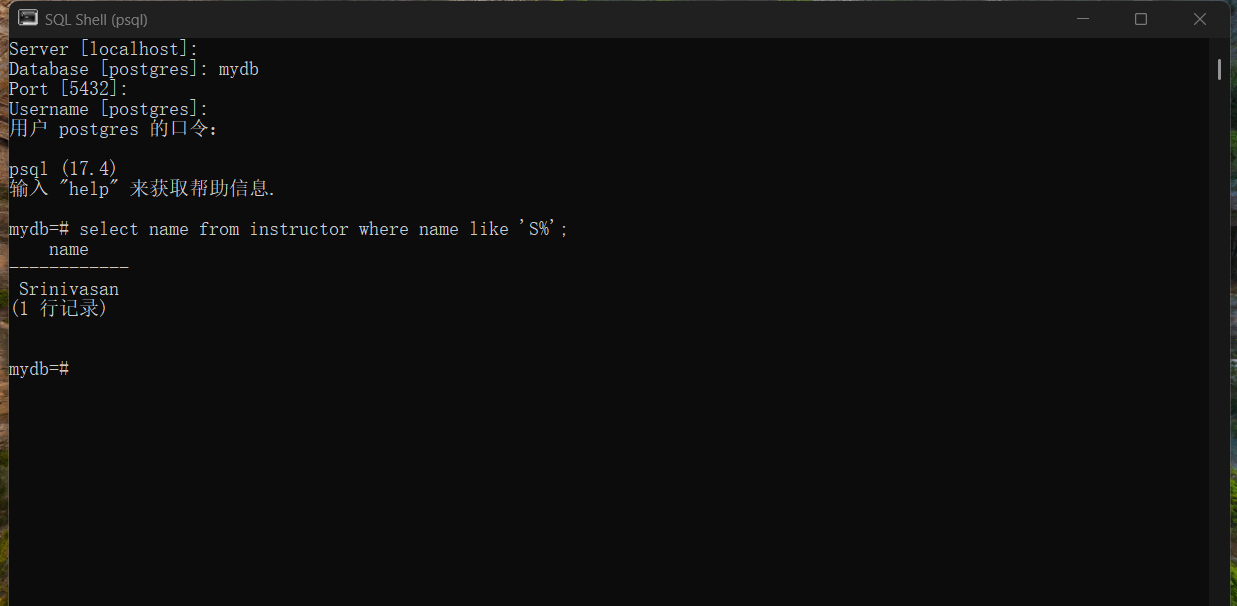 SQL Shell (psql)
Server [localhost]:
Database [postgres]: mydb
Port [5432]:
Username [postgres]:
用户 postgres 的口令：
psql (17.4)
输入 "help" 来获取帮助信息.
mydb=# select name from instructor where name like 'S%';
name
------------
Srinivasan
(1 行记录)
mydb=#